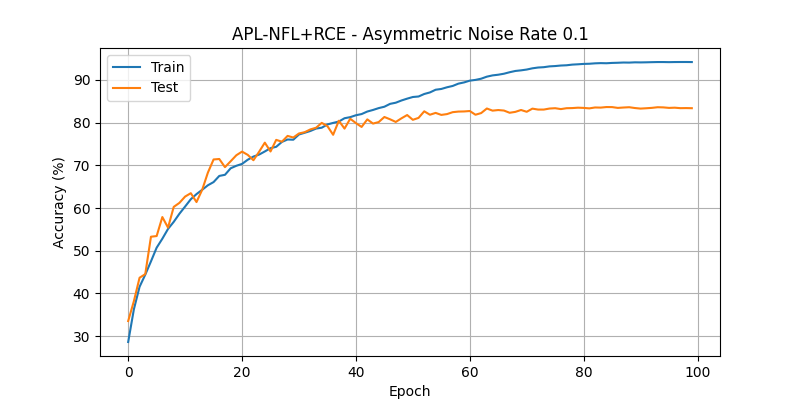 APL-NFL+RCE - Asymmetric Noise Rate 0.1
Train
Test
Accuracy (%)
90
80
70
60
50
40
30
0 20 40 60 80 100
Epoch